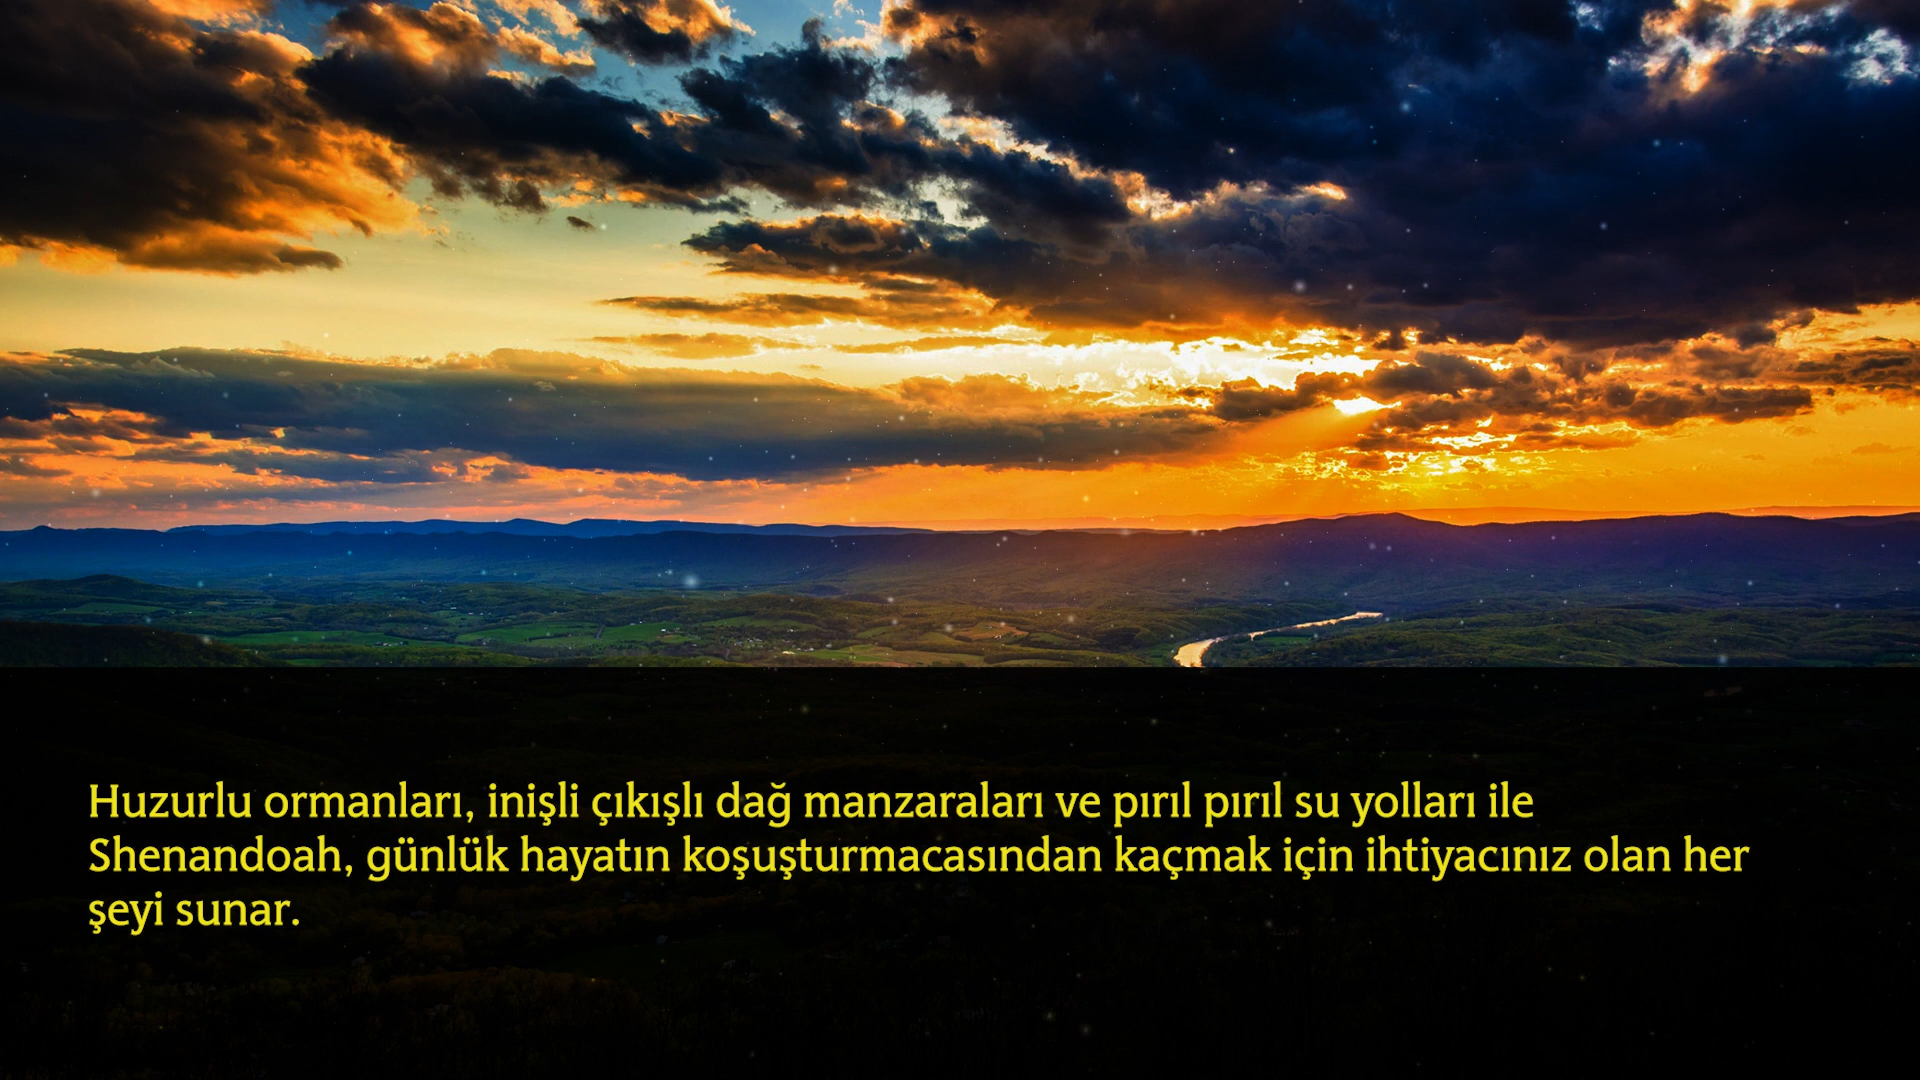 Huzurlu ormanları, inişli çıkışlı dağ manzaraları ve pırıl pırıl su yolları ile
Shenandoah, günlük hayatın koşuşturmacasından kaçmak için ihtiyacınız olan her
şeyi sunar.